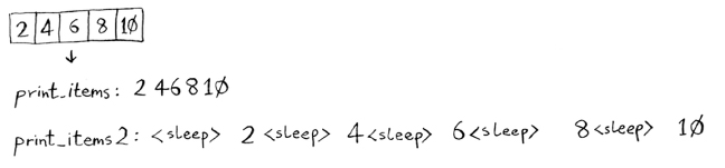 2 4 6 8 10
print_items: 2 4 6 8 10
print_items2: <sleep> 2 <sleep> 4 <sleep> 6 <sleep> 8 <sleep> 10